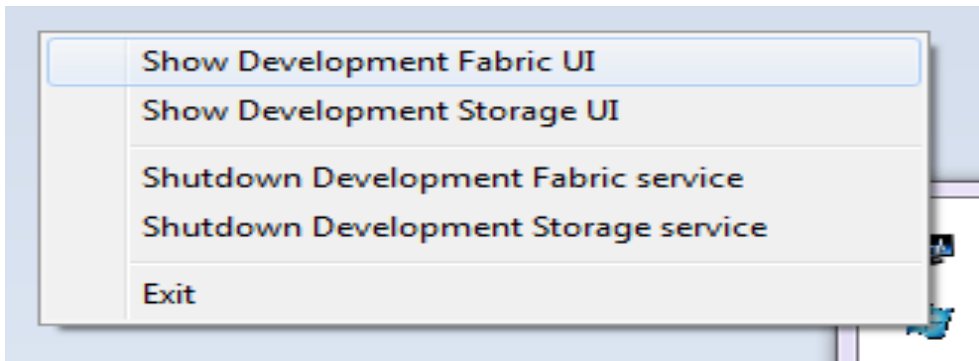 Show Development Fabric UI
Show Development Storage UI
Shutdown Development Fabric service
Shutdown Development Storage service
Exit